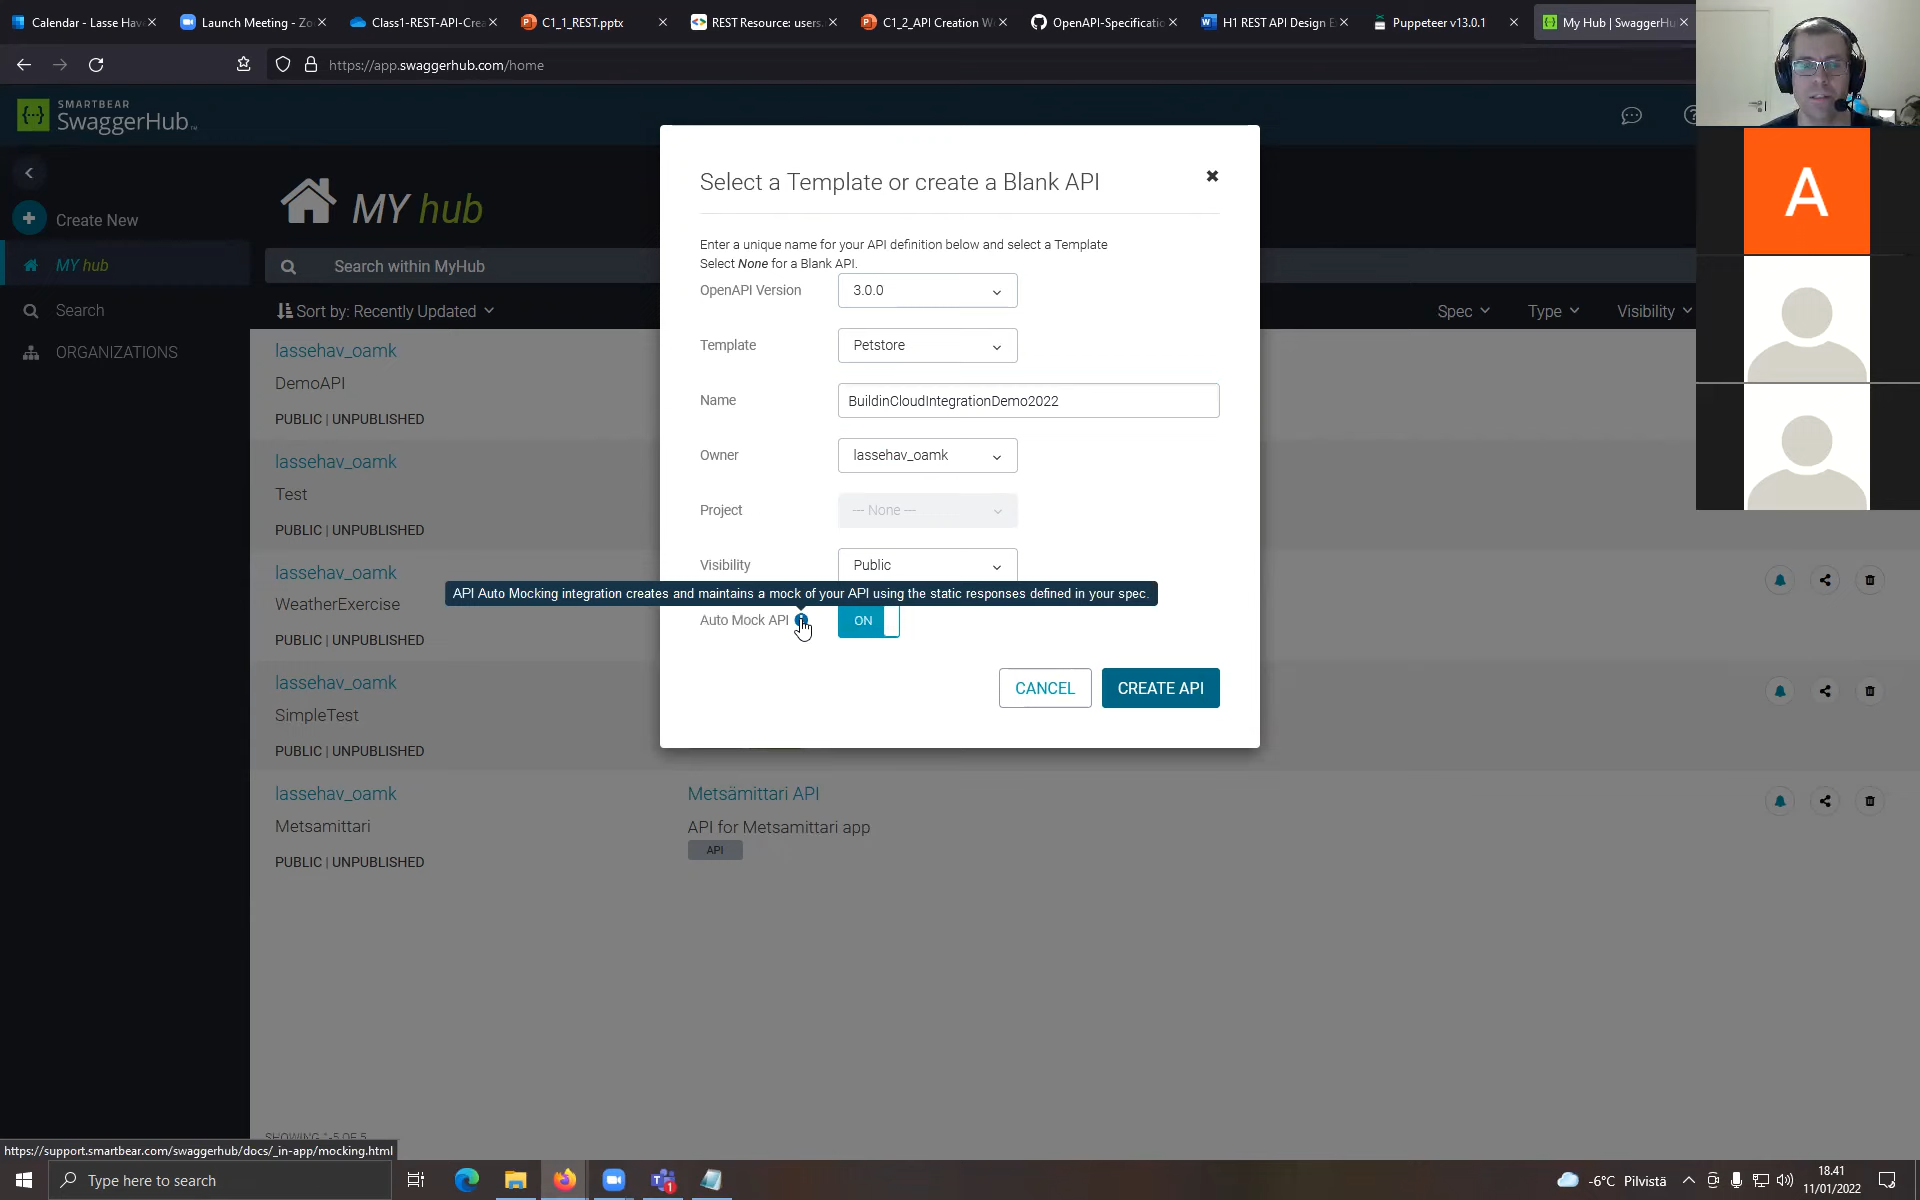 Calendar - Lasse Hav
Launch Meeting - Zo
Class1-REST-API-Crea
C1_1_REST.pptx
REST Resource: users.
C1_2_API Creation W
OpenAPI-Specificatio
H1 REST API Design E
Puppeteer v13.0.1
My Hub | SwaggerHu
https://app.swaggerhub.com/home
SMARTBEAR
SwaggerHub
Create New
MY hub
Search
ORGANIZATIONS
MY hub
Search within MyHub
Sort by: Recently Updated
Spec
Type
Visibility
lassehav_oamk
DemoAPI
PUBLIC | UNPUBLISHED
lassehav_oamk
Test
PUBLIC | UNPUBLISHED
lassehav_oamk
WeatherExercise
PUBLIC | UNPUBLISHED
lassehav_oamk
SimpleTest
PUBLIC | UNPUBLISHED
lassehav_oamk
Metsamittari
PUBLIC | UNPUBLISHED
Metsämittari API
API for Metsamittari app
API
Select a Template or create a Blank API
Enter a unique name for your API definition below and select a Template
Select None for a Blank API.
OpenAPI Version
3.0.0
Template
Petstore
Name
BuildinCloudIntegrationDemo2022
Owner
lassehav_oamk
Project
--- None ---
Visibility
Public
API Auto Mocking integration creates and maintains a mock of your API using the static responses defined in your spec.
Auto Mock API
ON
CANCEL
CREATE API
A
SHOWING 1-5 OF 5
https://support.smartbear.com/swaggerhub/docs/_in-app/mocking.html
Type here to search
1
-6°C Pilvistä
18.41
11/01/2022